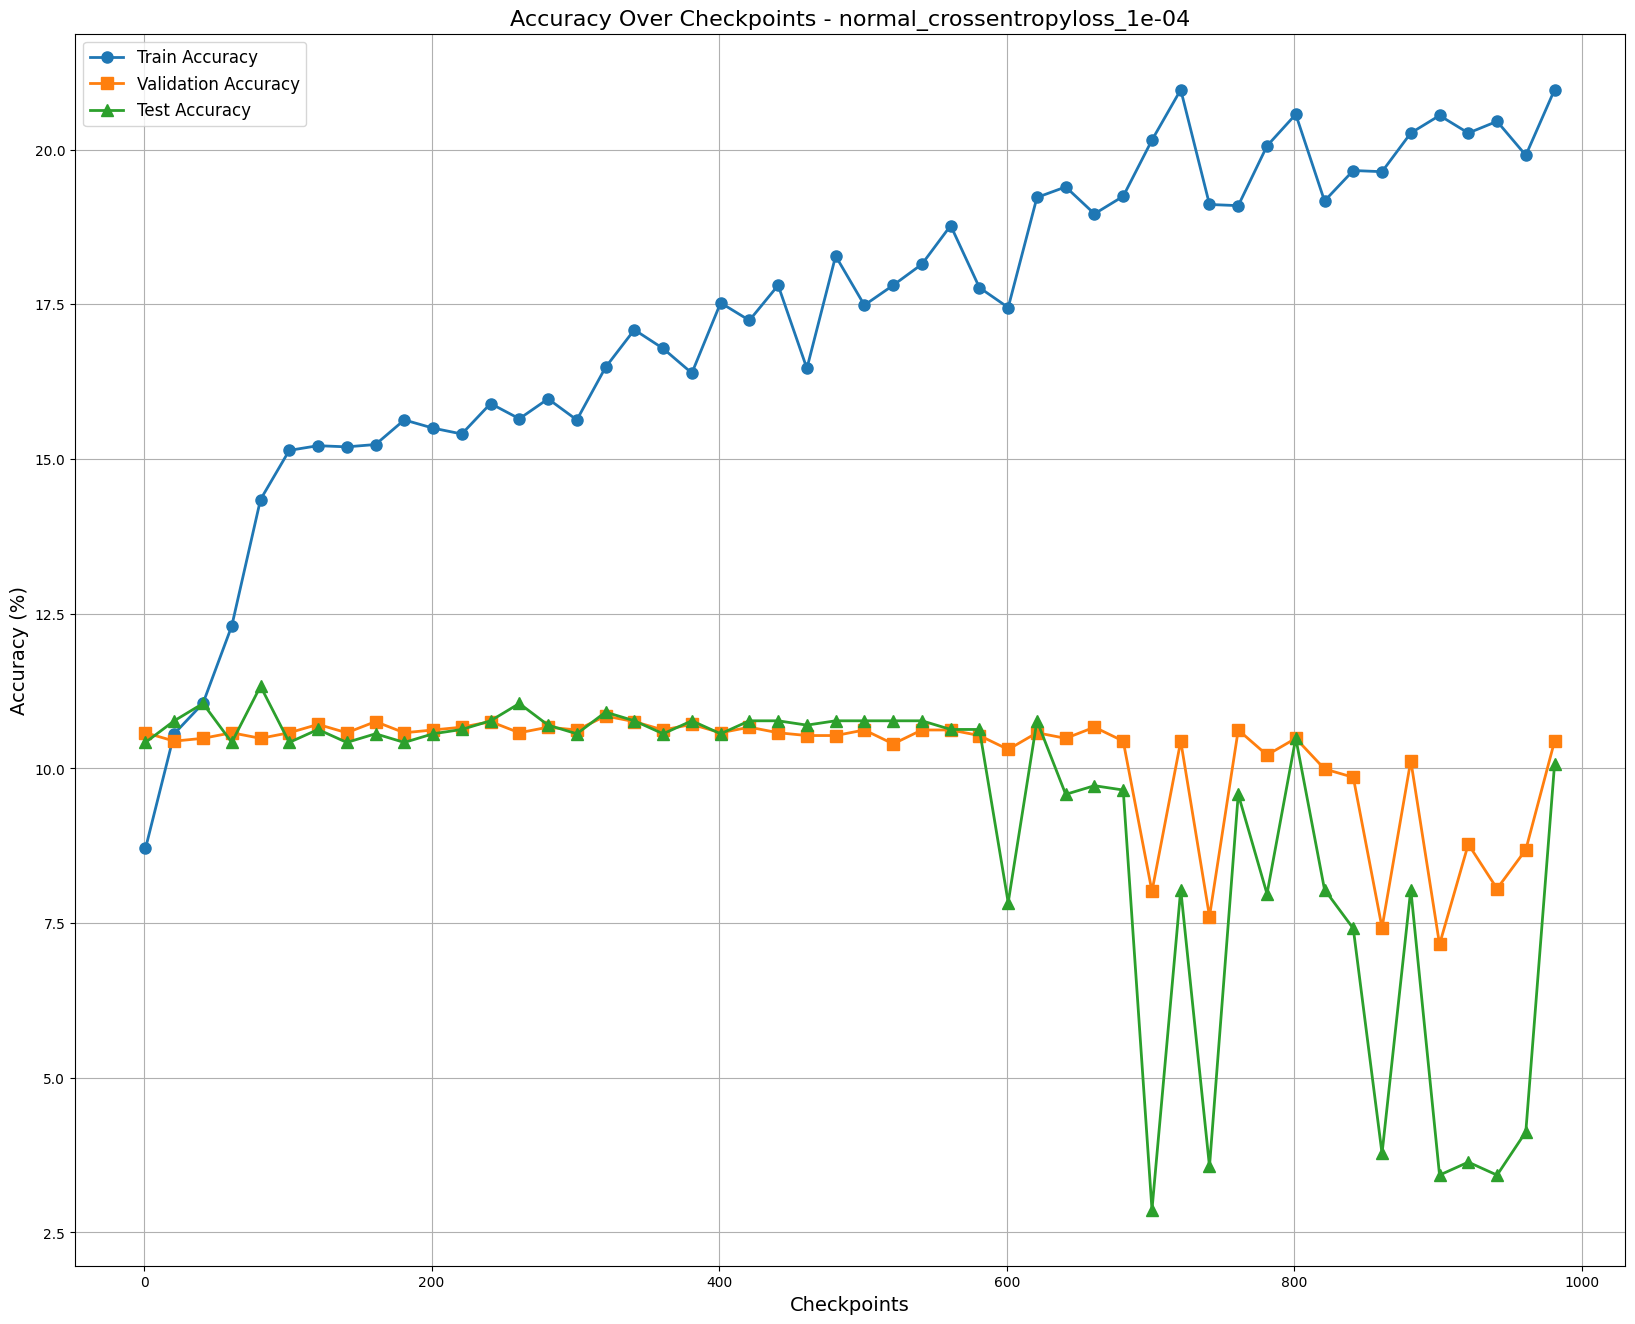 Accuracy Over Checkpoints - normal_crossentropyloss_1e-04
Train Accuracy
Validation Accuracy
Test Accuracy
Accuracy (%)
20.0
17.5
15.0
12.5
10.0
7.5
5.0
2.5
0 200 400 600 800 1000
Checkpoints